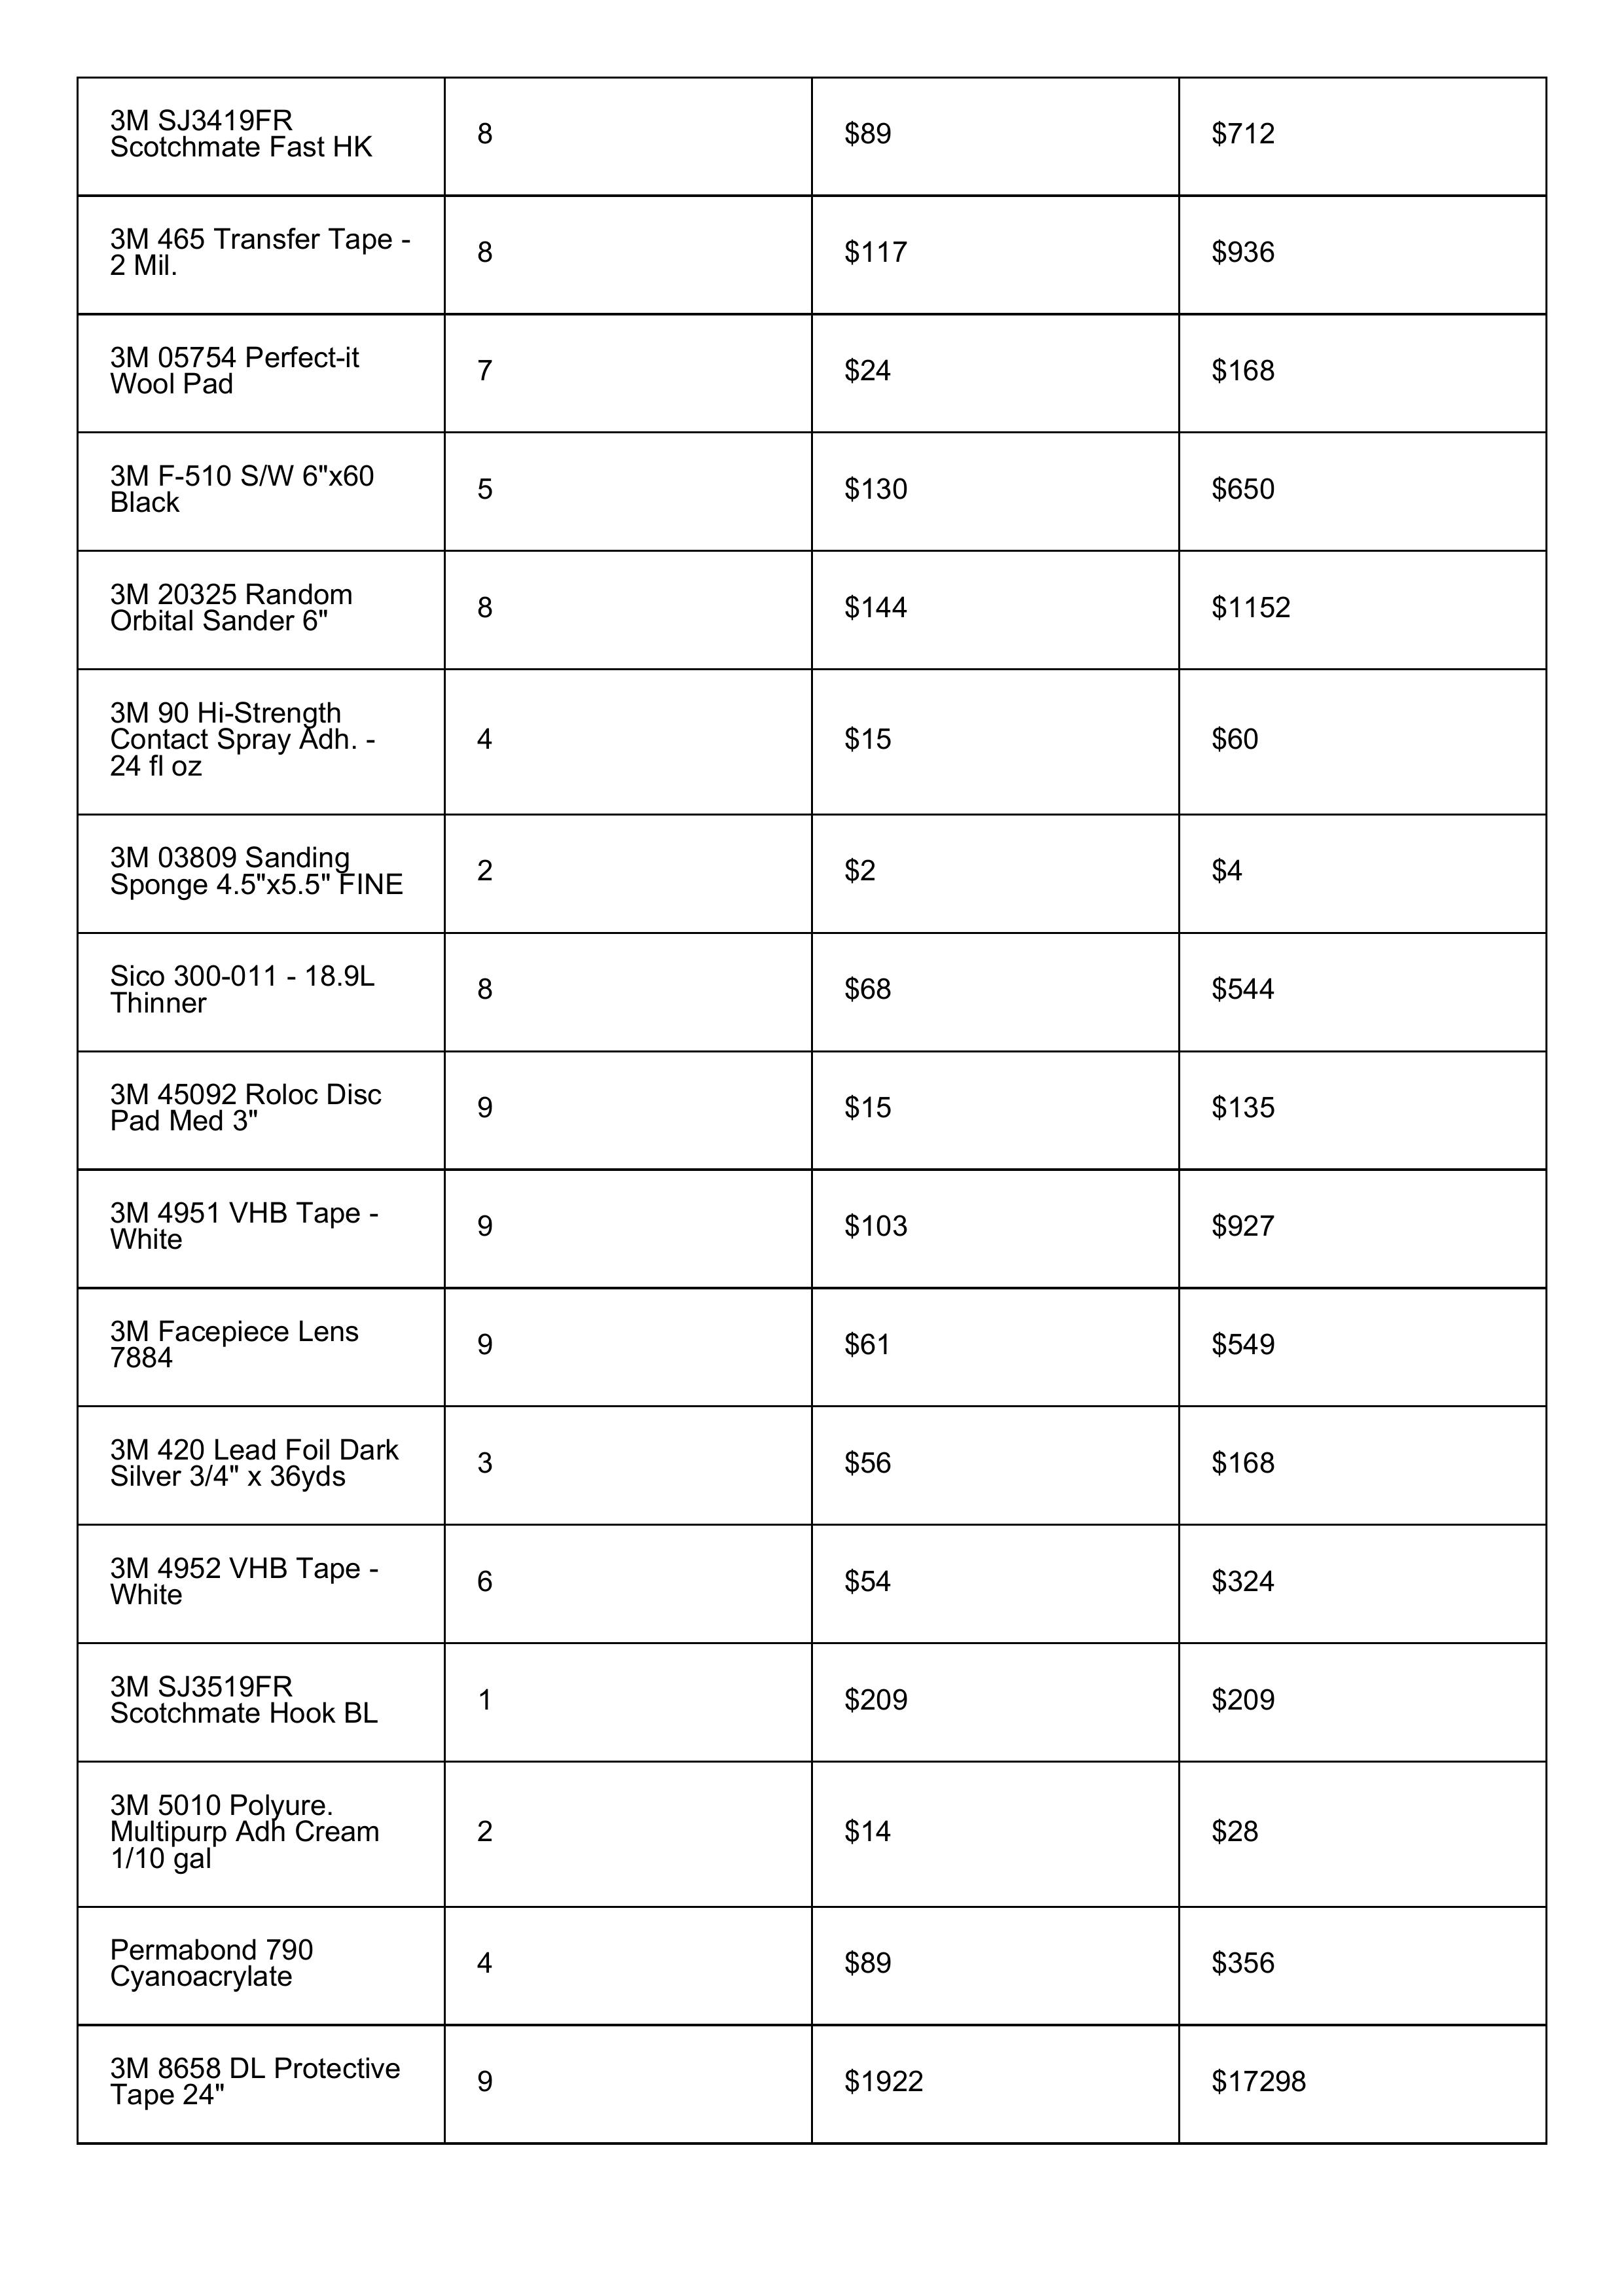 3M SJ3419FR
Scotchmate Fast HK
8
$89
$712
3M 465 Transfer Tape -
2 Mil.
8
$117
$936
3M 05754 Perfect-it
Wool Pad
7
$24
$168
3M F-510 S/W 6"x60
Black
5
$130
$650
3M 20325 Random
Orbital Sander 6"
8
$144
$1152
3M 90 Hi-Strength
Contact Spray Adh. -
24 fl oz
4
$15
$60
3M 03809 Sanding
Sponge 4.5"x5.5" FINE
2
$2
$4
Sico 300-011 - 18.9L
Thinner
8
$68
$544
3M 45092 Roloc Disc
Pad Med 3"
9
$15
$135
3M 4951 VHB Tape -
White
9
$103
$927
3M Facepiece Lens
7884
9
$61
$549
3M 420 Lead Foil Dark
Silver 3/4" x 36yds
3
$56
$168
3M 4952 VHB Tape -
White
6
$54
$324
3M SJ3519FR
Scotchmate Hook BL
1
$209
$209
3M 5010 Polyure.
Multipurp Adh Cream
1/10 gal
2
$14
$28
Permabond 790
Cyanoacrylate
4
$89
$356
3M 8658 DL Protective
Tape 24"
9
$1922
$17298